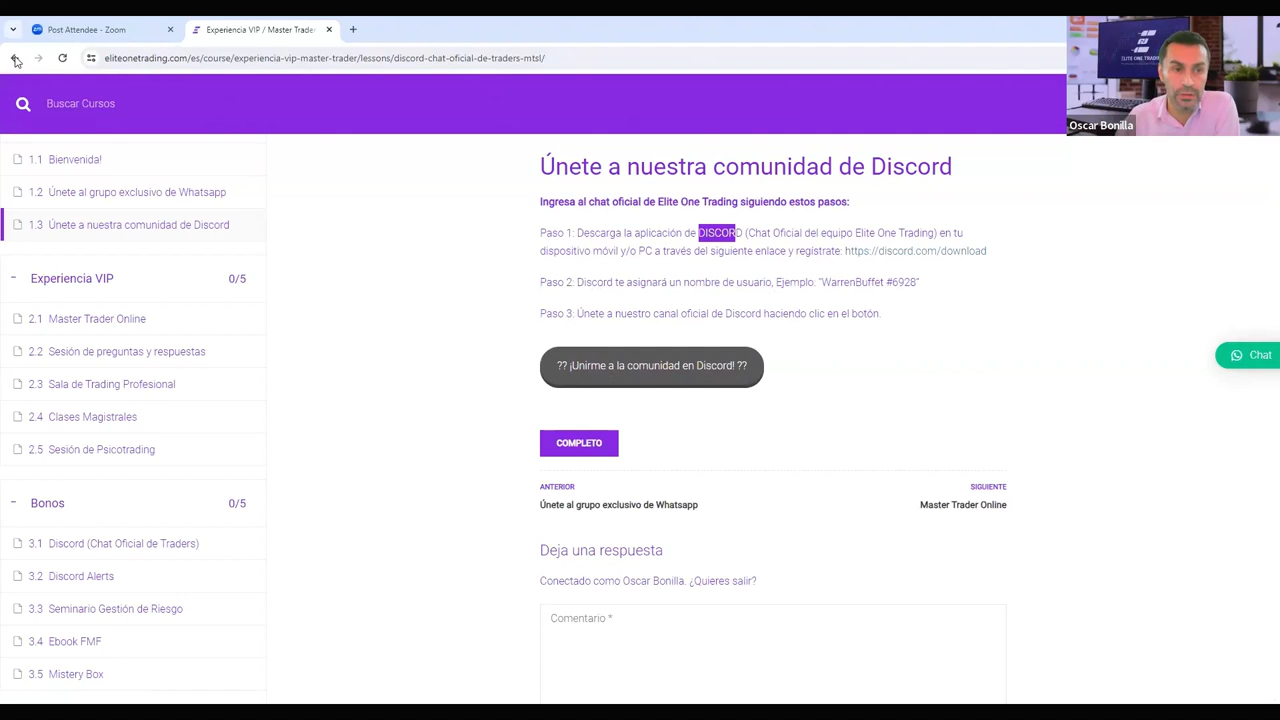 Post Attendee - Zoom
Experiencia VIP / Master Trade
eliteonetrading.com/es/course/experiencia-vip-master-trader/lessons/discord-chat-oficial-de-traders-mtsl/
ELITE ONE TRADING
Oscar Bonilla
Buscar Cursos
1.1 Bienvenida!
1.2 Únete al grupo exclusivo de Whatsapp
1.3 Únete a nuestra comunidad de Discord
Experiencia VIP 0/5
2.1 Master Trader Online
2.2 Sesión de preguntas y respuestas
2.3 Sala de Trading Profesional
2.4 Clases Magistrales
2.5 Sesión de Psicotrading
Bonos 0/5
3.1 Discord (Chat Oficial de Traders)
3.2 Discord Alerts
3.3 Seminario Gestión de Riesgo
3.4 Ebook FMF
3.5 Mistery Box
Únete a nuestra comunidad de Discord
Ingresa al chat oficial de Elite One Trading siguiendo estos pasos:
Paso 1: Descarga la aplicación de DISCORD (Chat Oficial del equipo Elite One Trading) en tu
dispositivo móvil y/o PC a través del siguiente enlace y regístrate: https://discord.com/download
Paso 2: Discord te asignará un nombre de usuario, Ejemplo: “WarrenBuffet #6928”
Paso 3: Únete a nuestro canal oficial de Discord haciendo clic en el botón.
?? ¡Unirme a la comunidad en Discord! ??
COMPLETO
ANTERIOR SIGUIENTE
Únete al grupo exclusivo de Whatsapp Master Trader Online
Deja una respuesta
Conectado como Oscar Bonilla. ¿Quieres salir?
Comentario *
Chat